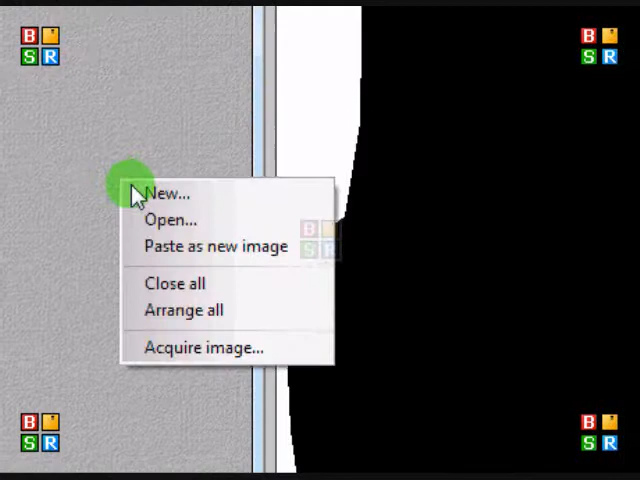 B
S R
B
S R
New...
Open...
B
S R
Paste as new image
Close all
Arrange all
Acquire image...
B
S R
B
S R